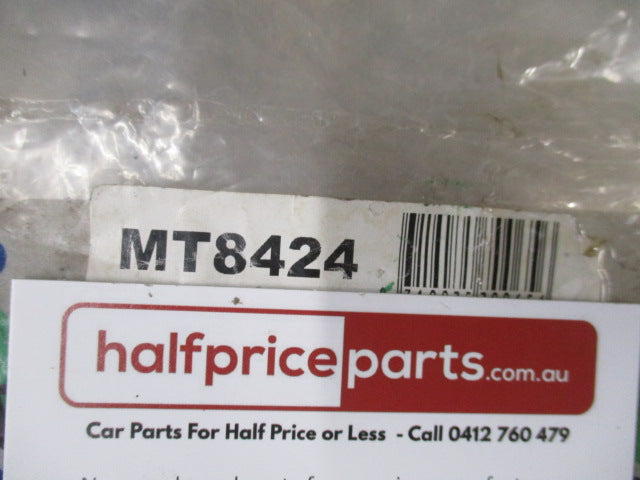 MT8424
halfpriceparts.com.au
Car Parts For Half Price or Less - Call 0412 760 479